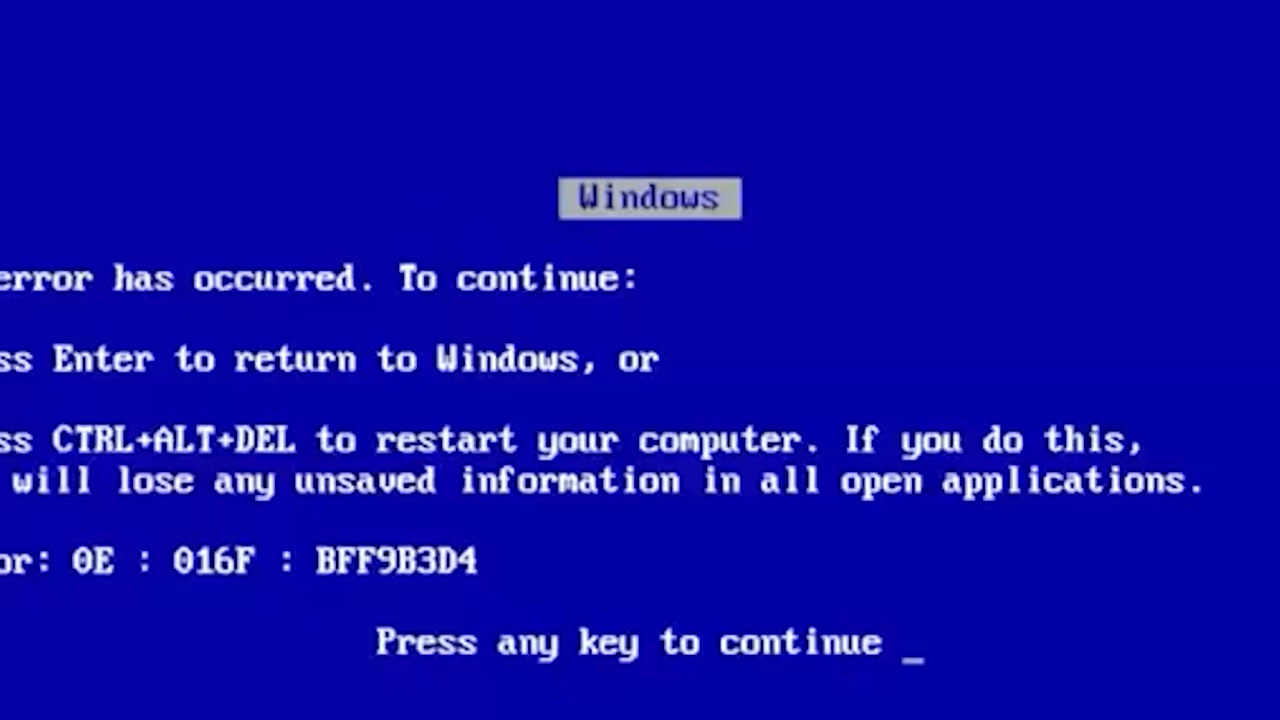 Windows
error has occurred. To continue:
ss Enter to return to Windows, or
ss CTRL+ALT+DEL to restart your computer. If you do this,
will lose any unsaved information in all open applications.
or: 0E : 016F : BFF9B3D4
Press any key to continue _